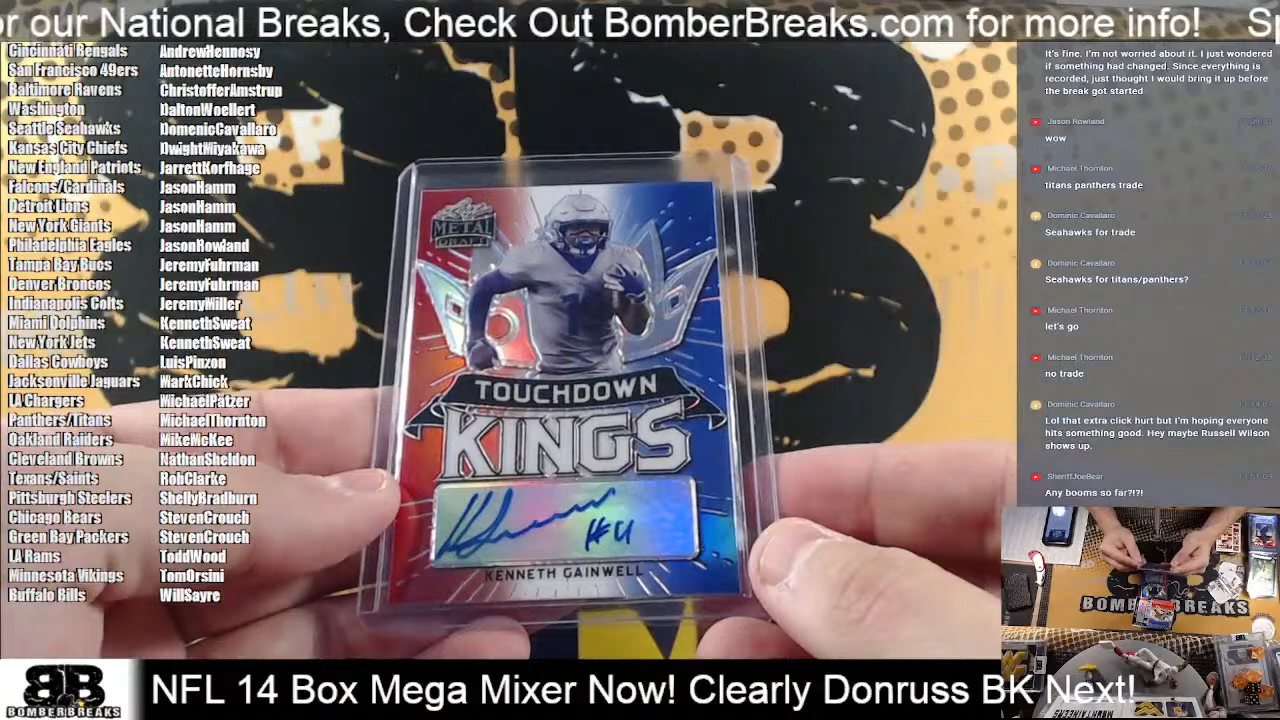 or our National Breaks, Check Out BomberBreaks.com for more info! Sp
Cincinnati Bengals AndrewHennosy
San Francisco 49ers AntonetteHornsby
Baltimore Ravens ChristofferAmstrup
Washington DaltonWoellert
Seattle Seahawks DomenicCavallaro
Kansas City Chiefs DwightMiyakawa
New England Patriots JarrettKorfhage
Falcons/Cardinals JasonHamm
Detroit Lions JasonHamm
New York Giants JasonHamm
Philadelphia Eagles JasonRowland
Tampa Bay Bucs JeremyFuhrman
Denver Broncos JeremyFuhrman
Indianapolis Colts JeremyMiller
Miami Dolphins KennethSweat
New York Jets KennethSweat
Dallas Cowboys LuisPinzon
Jacksonville Jaguars WarkChick
LA Chargers MichaelPatzer
Panthers/Titans MichaelThornton
Oakland Raiders MikeMcKee
Cleveland Browns NathanSheldon
Texans/Saints RobClarke
Pittsburgh Steelers ShellyBradburn
Chicago Bears StevenCrouch
Green Bay Packers StevenCrouch
LA Rams ToddWood
Minnesota Vikings TomOrsini
Buffalo Bills WillSayre
LEAF
METAL
DRAFT
TOUCHDOWN
KINGS
#4
KENNETH GAINWELL
It's fine. I'm not worried about it. I just wondered
if something had changed. Since everything is
recorded, just thought I would bring it up before
the break got started
Jason Rowland
wow
Michael Thornton
titans panthers trade
Dominic Cavallaro
Seahawks for trade
Dominic Cavallaro
Seahawks for titans/panthers?
Michael Thornton
let's go
Michael Thornton
no trade
Dominic Cavallaro
Lol that extra click hurt but I'm hoping everyone
hits something good. Hey maybe Russell Wilson
shows up.
SheriffJoeBear
Any booms so far?!?!
BOMBERBREAKS
BB
BOMBERBREAKS
NFL 14 Box Mega Mixer Now! Clearly Donruss BK Next!